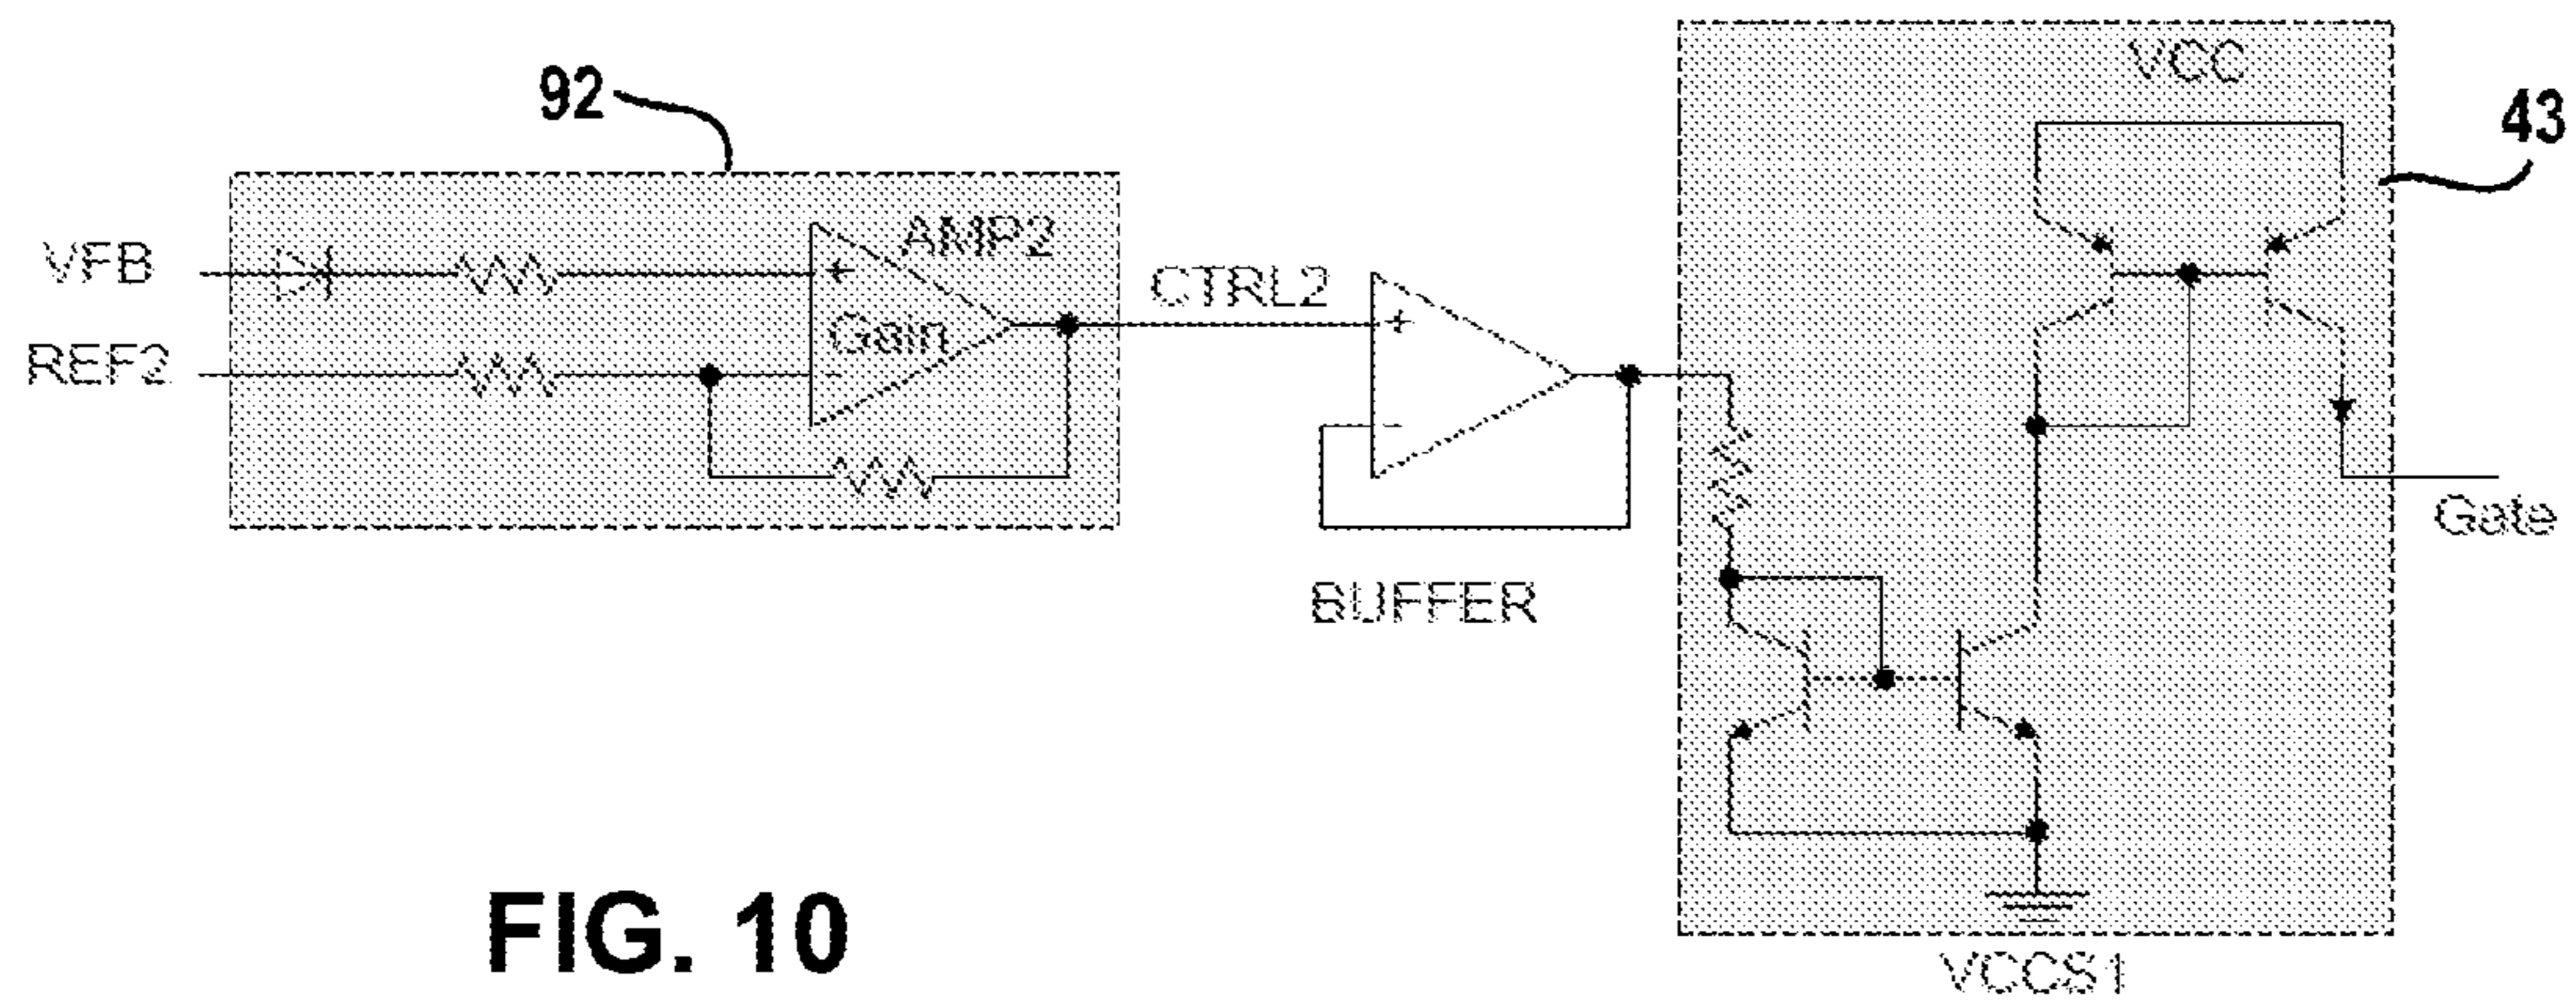 VCC
92
43
AMP2
VFB
+
CTRL2
+
Gain
REF2
-
-
Gate
BUFFER
FIG. 10
VCCS1